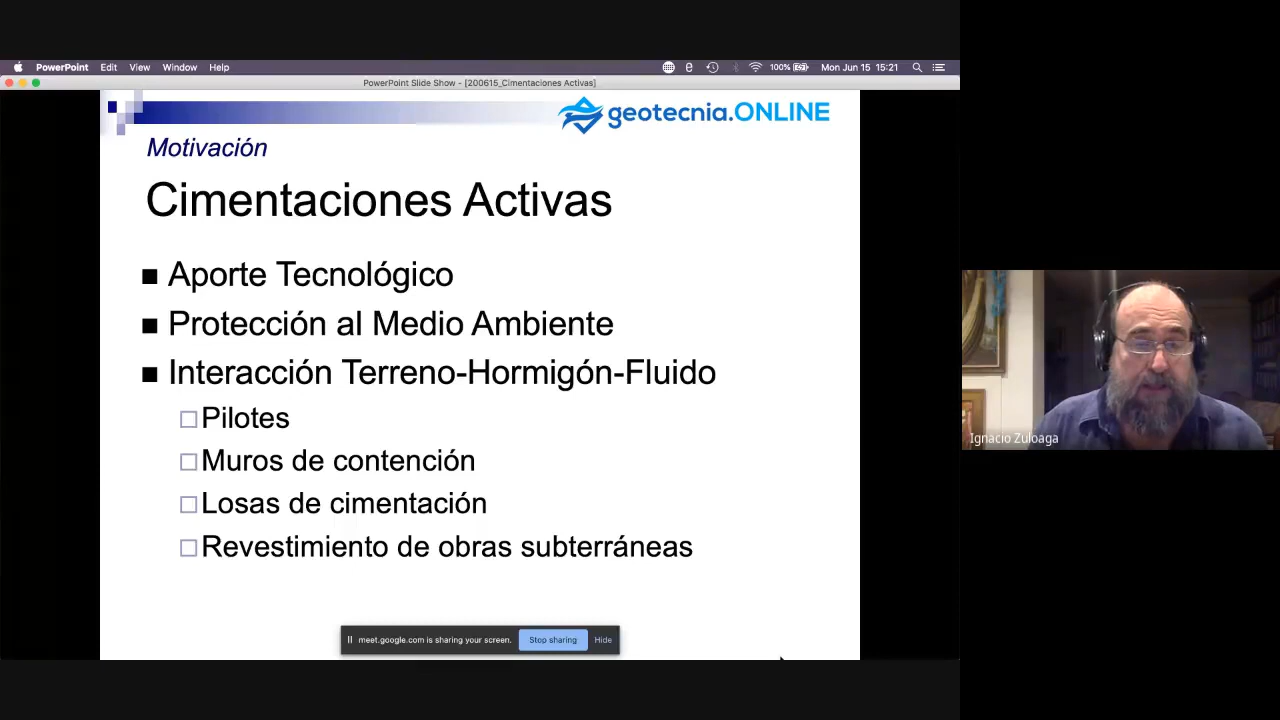 PowerPoint Edit View Window Help 100% Mon Jun 15 15:21
PowerPoint Slide Show - [200615_Cimentaciones Activas]
geotecnia.ONLINE
Motivación
Cimentaciones Activas
Aporte Tecnológico
Protección al Medio Ambiente
Interacción Terreno-Hormigón-Fluido
Pilotes
Muros de contención
Losas de cimentación
Revestimiento de obras subterráneas
meet.google.com is sharing your screen. Stop sharing Hide
Ignacio Zuloaga